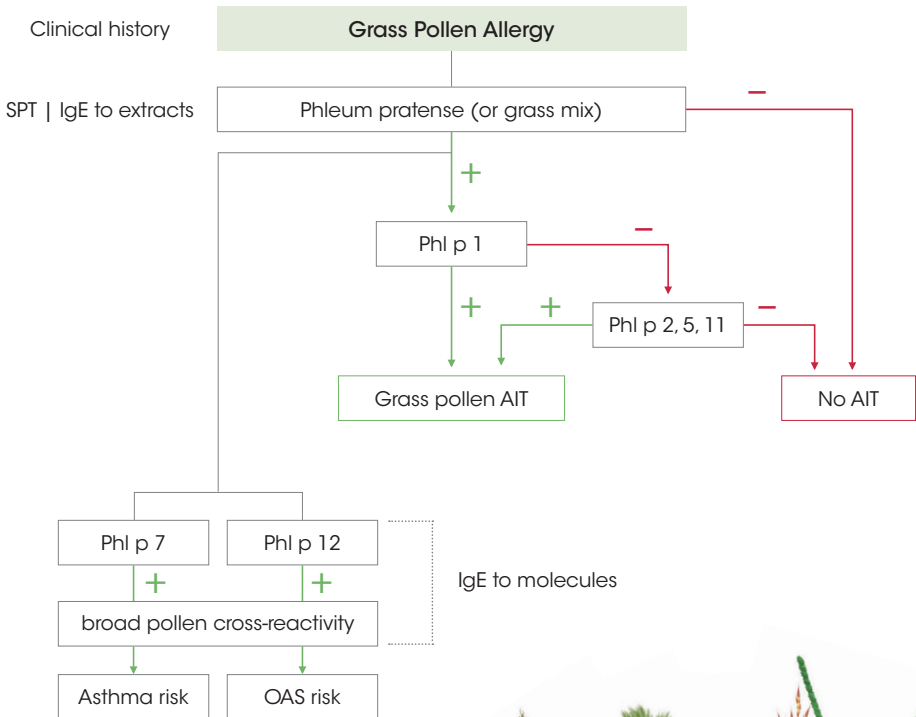 Clinical history
Grass Pollen Allergy
SPT | IgE to extracts
Phleum pratense (or grass mix)
−
+
Phl p 1
−
+
+
Phl p 2, 5, 11
−
Grass pollen AIT
No AIT
Phl p 7
Phl p 12
+
+
IgE to molecules
broad pollen cross-reactivity
Asthma risk
OAS risk